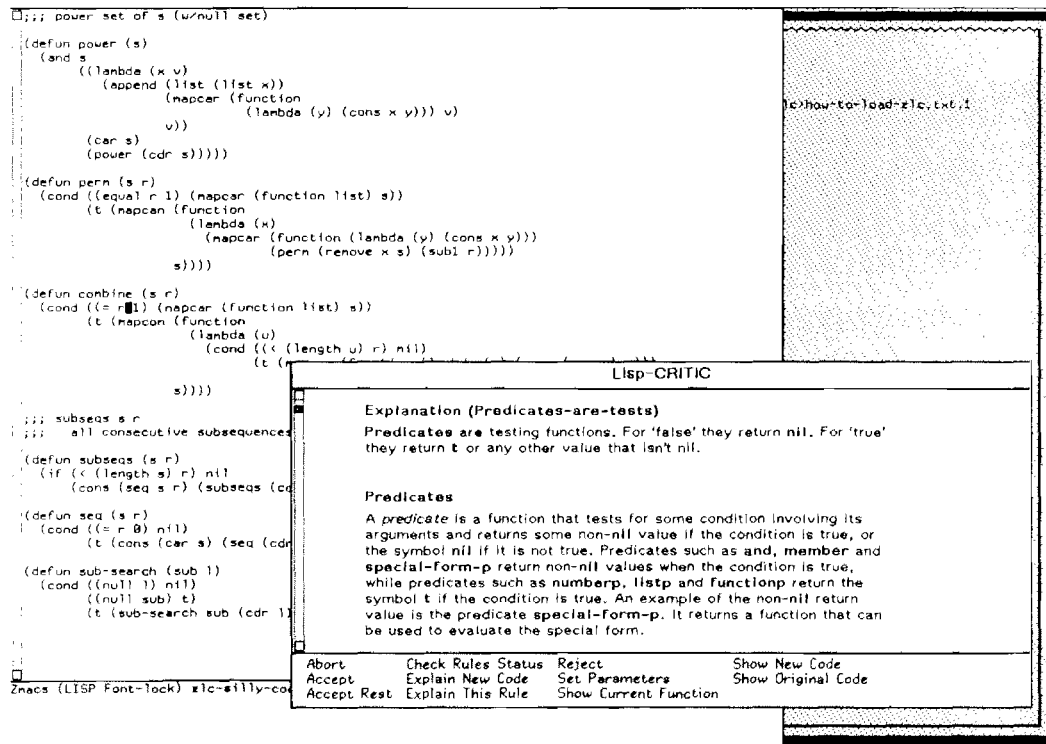 ;;; power set of s (w/null set)
(defun power (s)
(and s
((lambda (x v)
(append (list (list x))
(mapcar (function
(lambda (y) (cons x y))) v)
v))
(car s)
(power (cdr s)))))
(defun perm (s r)
(cond ((equal r 1) (mapcar (function list) s))
(t (mapcan (function
(lambda (x)
(mapcar (function (lambda (y) (cons x y)))
(perm (remove x s) (sub1 r)))))
s))))
(defun combine (s r)
(cond ((= r 1) (mapcar (function list) s))
(t (mapcon (function
(lambda (u)
(cond ((< (length u) r) nil)
(t (
s))))
;;; subseqs s r
;;; all consecutive subsequences
(defun subseqs (s r)
(if (< (length s) r) nil
(cons (seq s r) (subseqs (cd
(defun seq (s r)
(cond ((= r 0) nil)
(t (cons (car s) (seq (cdr
(defun sub-search (sub l)
(cond ((null l) nil)
((null sub) t)
(t (sub-search sub (cdr l)
Zmacs (LISP Font-lock) xlc-silly-co
lc>how-to-load-xlc.txt.1
Lisp-CRITIC
Explanation (Predicates-are-tests)
Predicates are testing functions. For 'false' they return nil. For 'true'
they return t or any other value that isn't nil.
Predicates
A predicate is a function that tests for some condition involving its
arguments and returns some non-nil value if the condition is true, or
the symbol nil if it is not true. Predicates such as and, member and
special-form-p return non-nil values when the condition is true,
while predicates such as numberp, listp and functionp return the
symbol t if the condition is true. An example of the non-nil return
value is the predicate special-form-p. It returns a function that can
be used to evaluate the special form.
Abort Check Rules Status Reject Show New Code
Accept Explain New Code Set Parameters Show Original Code
Accept Rest Explain This Rule Show Current Function